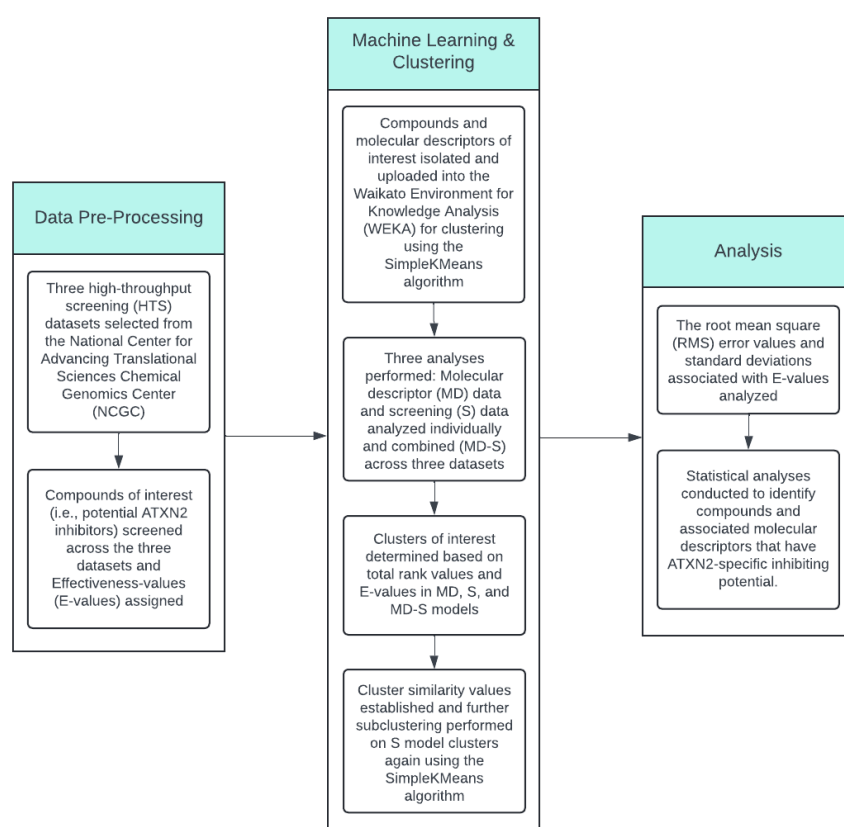 Data Pre-Processing
Three high-throughput
screening (HTS)
datasets selected from
the National Center for
Advancing Translational
Sciences Chemical
Genomics Center
(NCGC)
Compounds of interest
(i.e., potential ATXN2
inhibitors) screened
across the three
datasets and
Effectiveness-values
(E-values) assigned
Machine Learning &
Clustering
Compounds and
molecular descriptors of
interest isolated and
uploaded into the
Waikato Environment for
Knowledge Analysis
(WEKA) for clustering
using the
SimpleKMeans
algorithm
Three analyses
performed: Molecular
descriptor (MD) data
and screening (S) data
analyzed individually
and combined (MD-S)
across three datasets
Clusters of interest
determined based on
total rank values and
E-values in MD, S, and
MD-S models
Cluster similarity values
established and further
subclustering performed
on S model clusters
again using the
SimpleKMeans
algorithm
Analysis
The root mean square
(RMS) error values and
standard deviations
associated with E-values
analyzed
Statistical analyses
conducted to identify
compounds and
associated molecular
descriptors that have
ATXN2-specific inhibiting
potential.